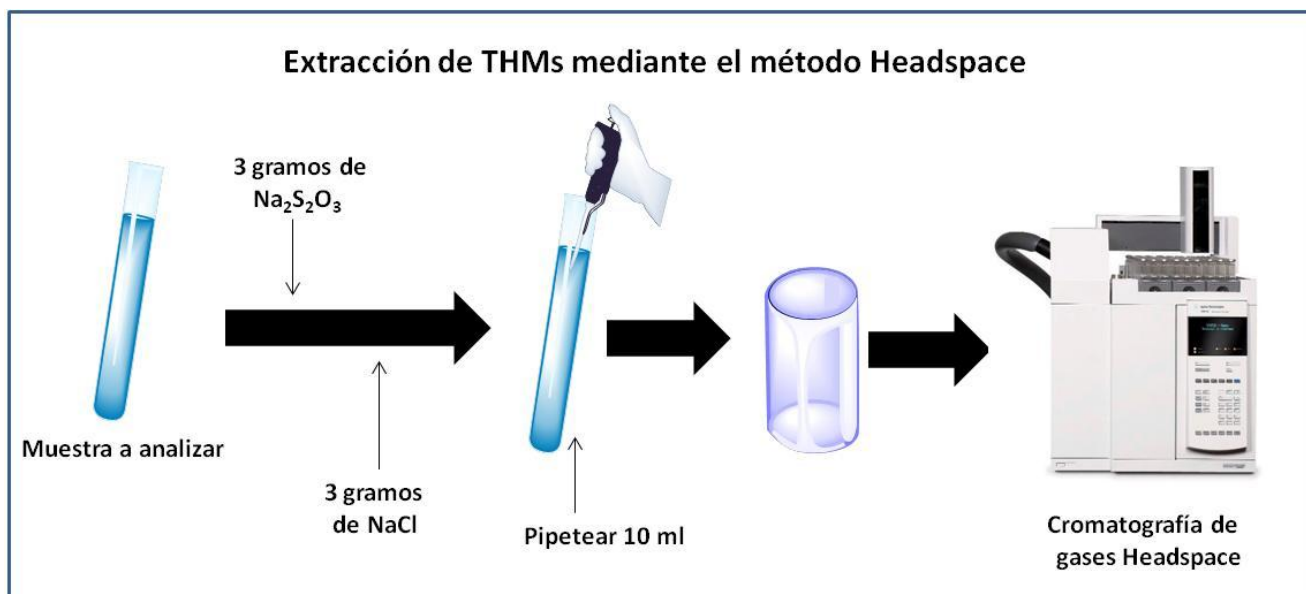 Extracción de THMs mediante el método Headspace
3 gramos de
Na₂S₂O₃
Muestra a analizar
3 gramos
de NaCl
Pipetear 10 ml
Cromatografía de
gases Headspace